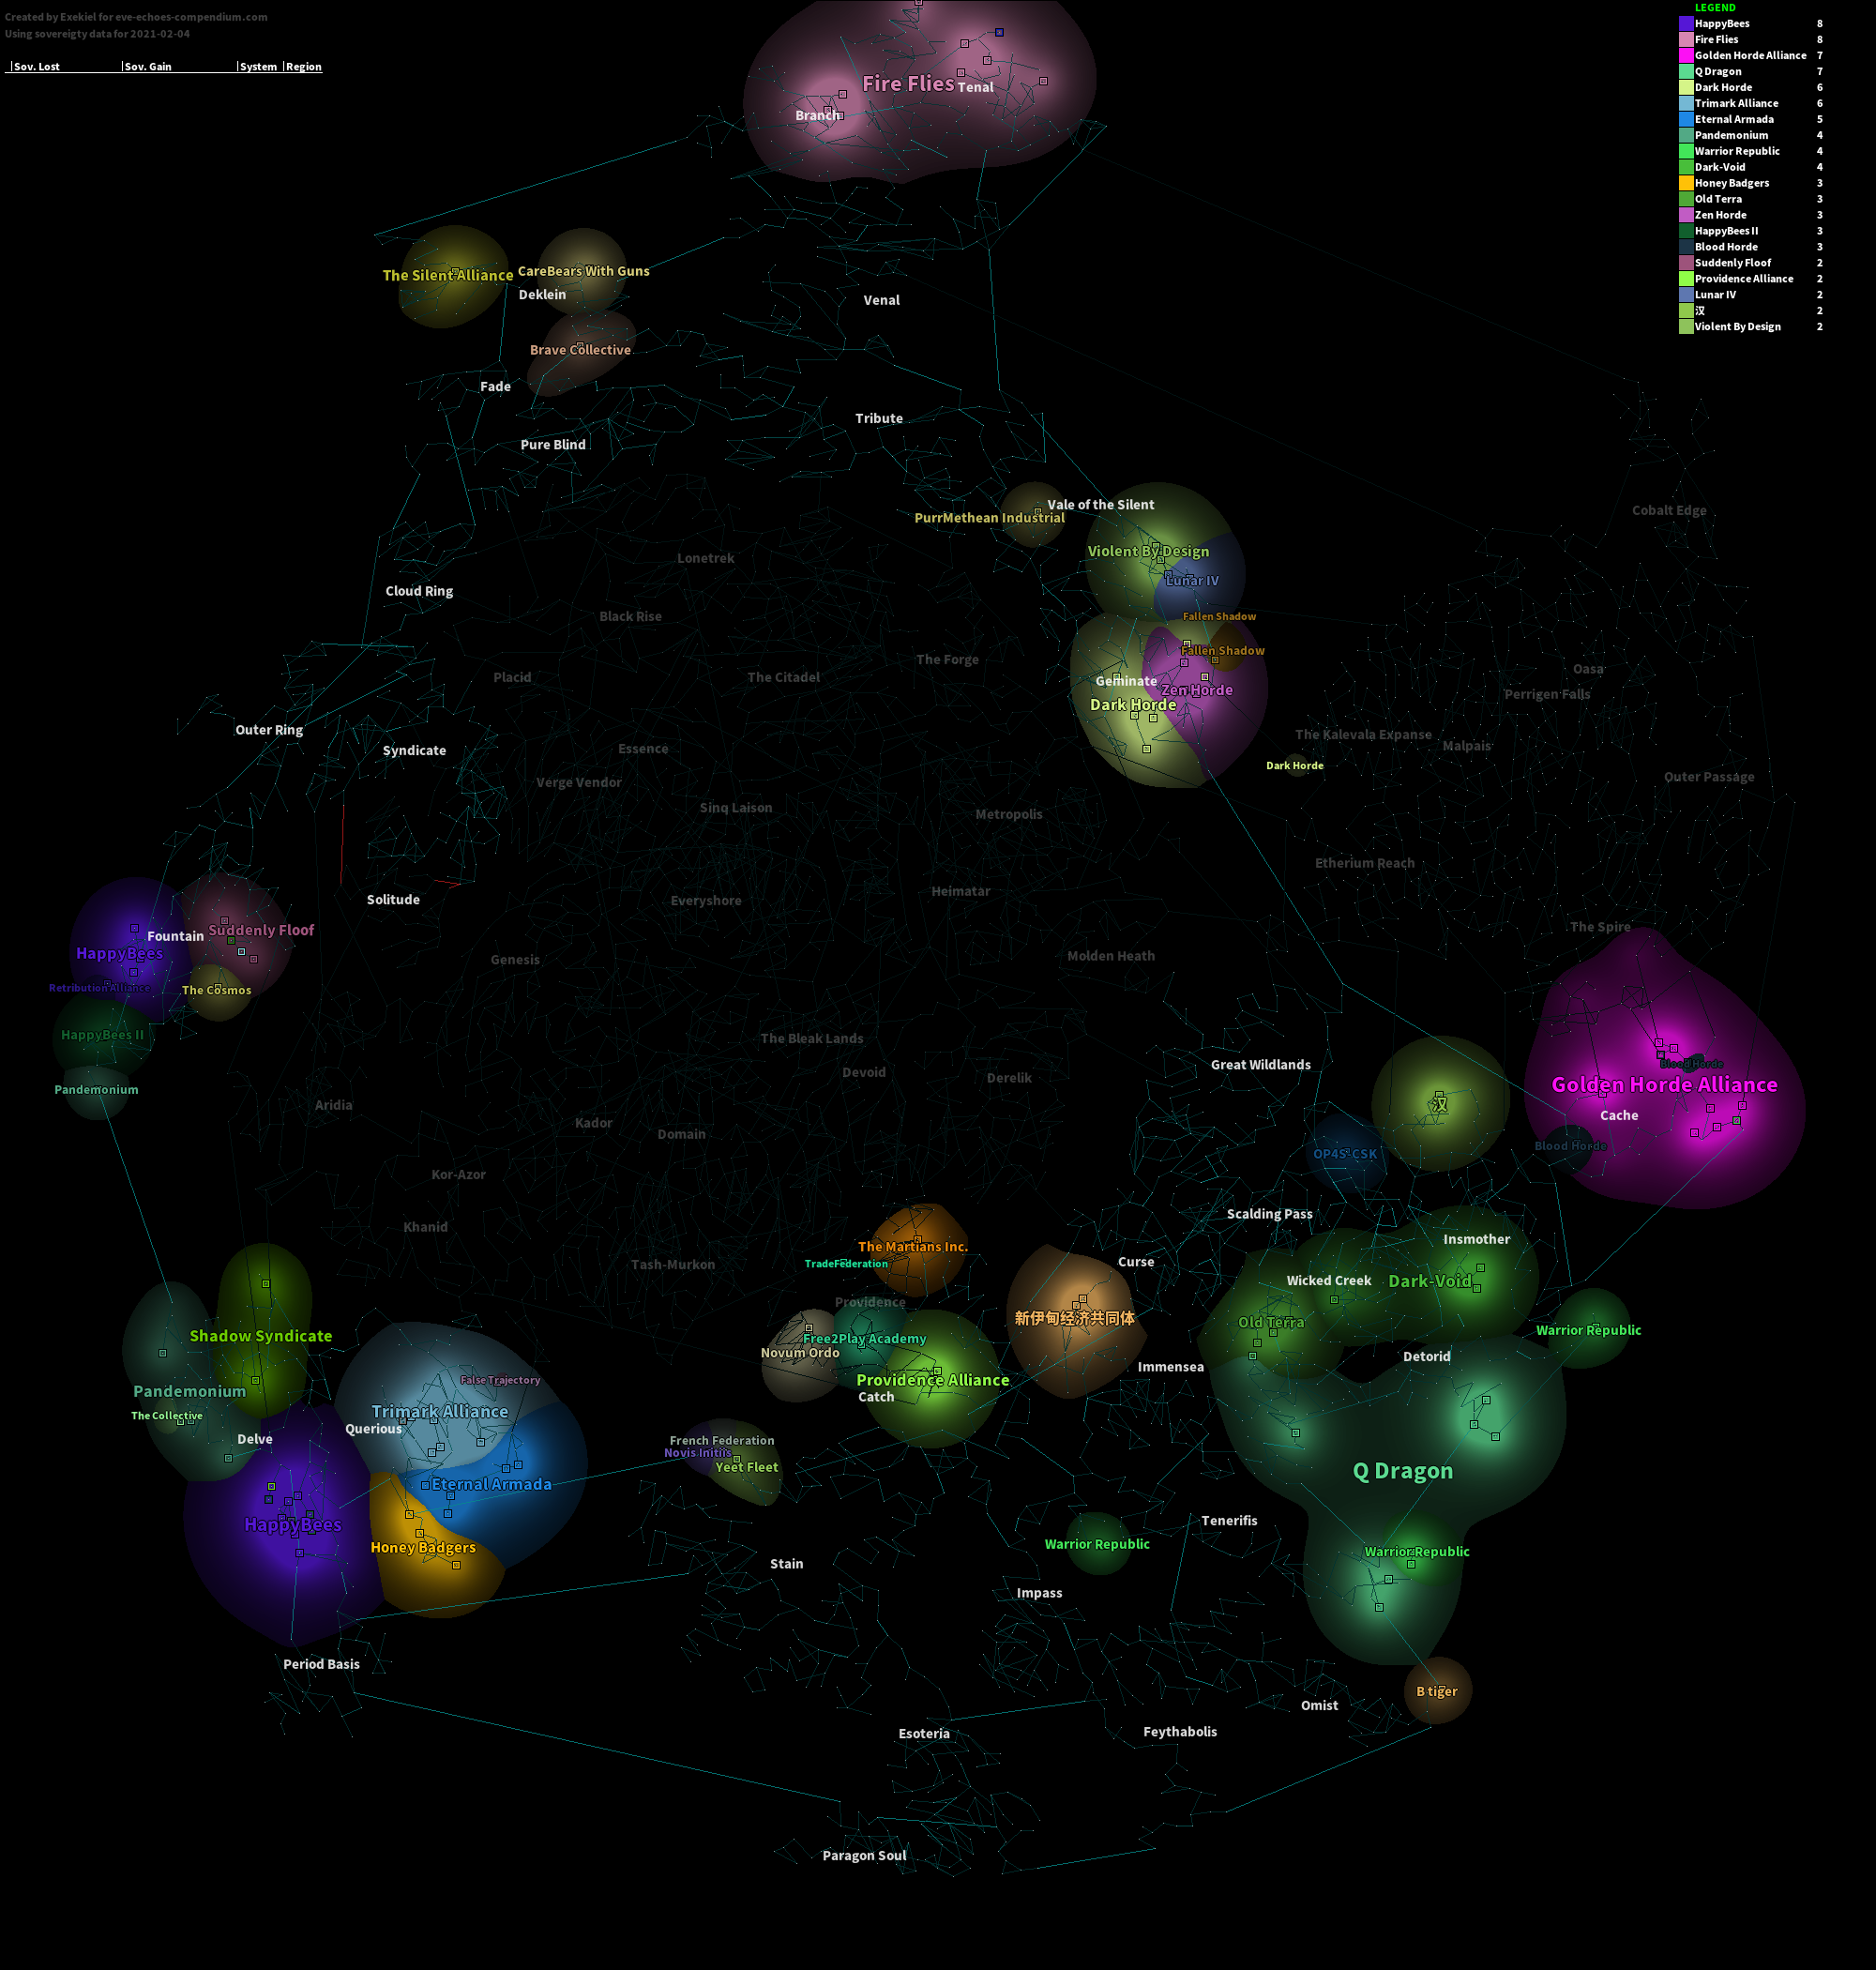 Created by Exekiel for eve-echoes-compendium.com
Using sovereigty data for 2021-02-04
Sov. Lost Sov. Gain System Region
LEGEND
HappyBees 8
Fire Flies 8
Golden Horde Alliance 7
Q Dragon 7
Dark Horde 6
Trimark Alliance 6
Eternal Armada 5
Pandemonium 4
Warrior Republic 4
Dark-Void 4
Honey Badgers 3
Old Terra 3
Zen Horde 3
HappyBees II 3
Blood Horde 3
Suddenly Floof 2
Providence Alliance 2
Lunar IV 2
汉 2
Violent By Design 2
Fire Flies
Tenal
Branch
The Silent Alliance
CareBears With Guns
Deklein
Venal
Brave Collective
Fade
Tribute
Pure Blind
Vale of the Silent
PurrMethean Industrial
Cobalt Edge
Violent By Design
Lonetrek
Lunar IV
Cloud Ring
Black Rise
Fallen Shadow
Fallen Shadow
The Forge
Oasa
Placid
The Citadel
Geminate
Zen Horde
Perrigen Falls
Dark Horde
Outer Ring
The Kalevala Expanse
Syndicate
Essence
Malpais
Dark Horde
Outer Passage
Verge Vendor
Sinq Laison
Metropolis
Etherium Reach
Heimatar
Solitude
Everyshore
The Spire
Suddenly Floof
Fountain
HappyBees
Genesis
Molden Heath
Retribution Alliance
The Cosmos
HappyBees II
The Bleak Lands
Great Wildlands
Blood Horde
Devoid
Derelik
Golden Horde Alliance
Pandemonium
Aridia
汉
Cache
Kador
Domain
Blood Horde
OP4S-CSK
Kor-Azor
Scalding Pass
Khanid
Insmother
The Martians Inc.
TradeFederation
Tash-Murkon
Curse
Wicked Creek
Dark-Void
Providence
新伊甸经济共同体
Old Terra
Warrior Republic
Shadow Syndicate
Free2Play Academy
Novum Ordo
Detorid
Immensea
Providence Alliance
False Trajectory
Pandemonium
Catch
Trimark Alliance
The Collective
Querious
Delve
French Federation
Novis Initiis
Yeet Fleet
Q Dragon
Eternal Armada
HappyBees
Tenerifis
Honey Badgers
Warrior Republic
Warrior Republic
Stain
Impass
Period Basis
B tiger
Omist
Esoteria
Feythabolis
Paragon Soul